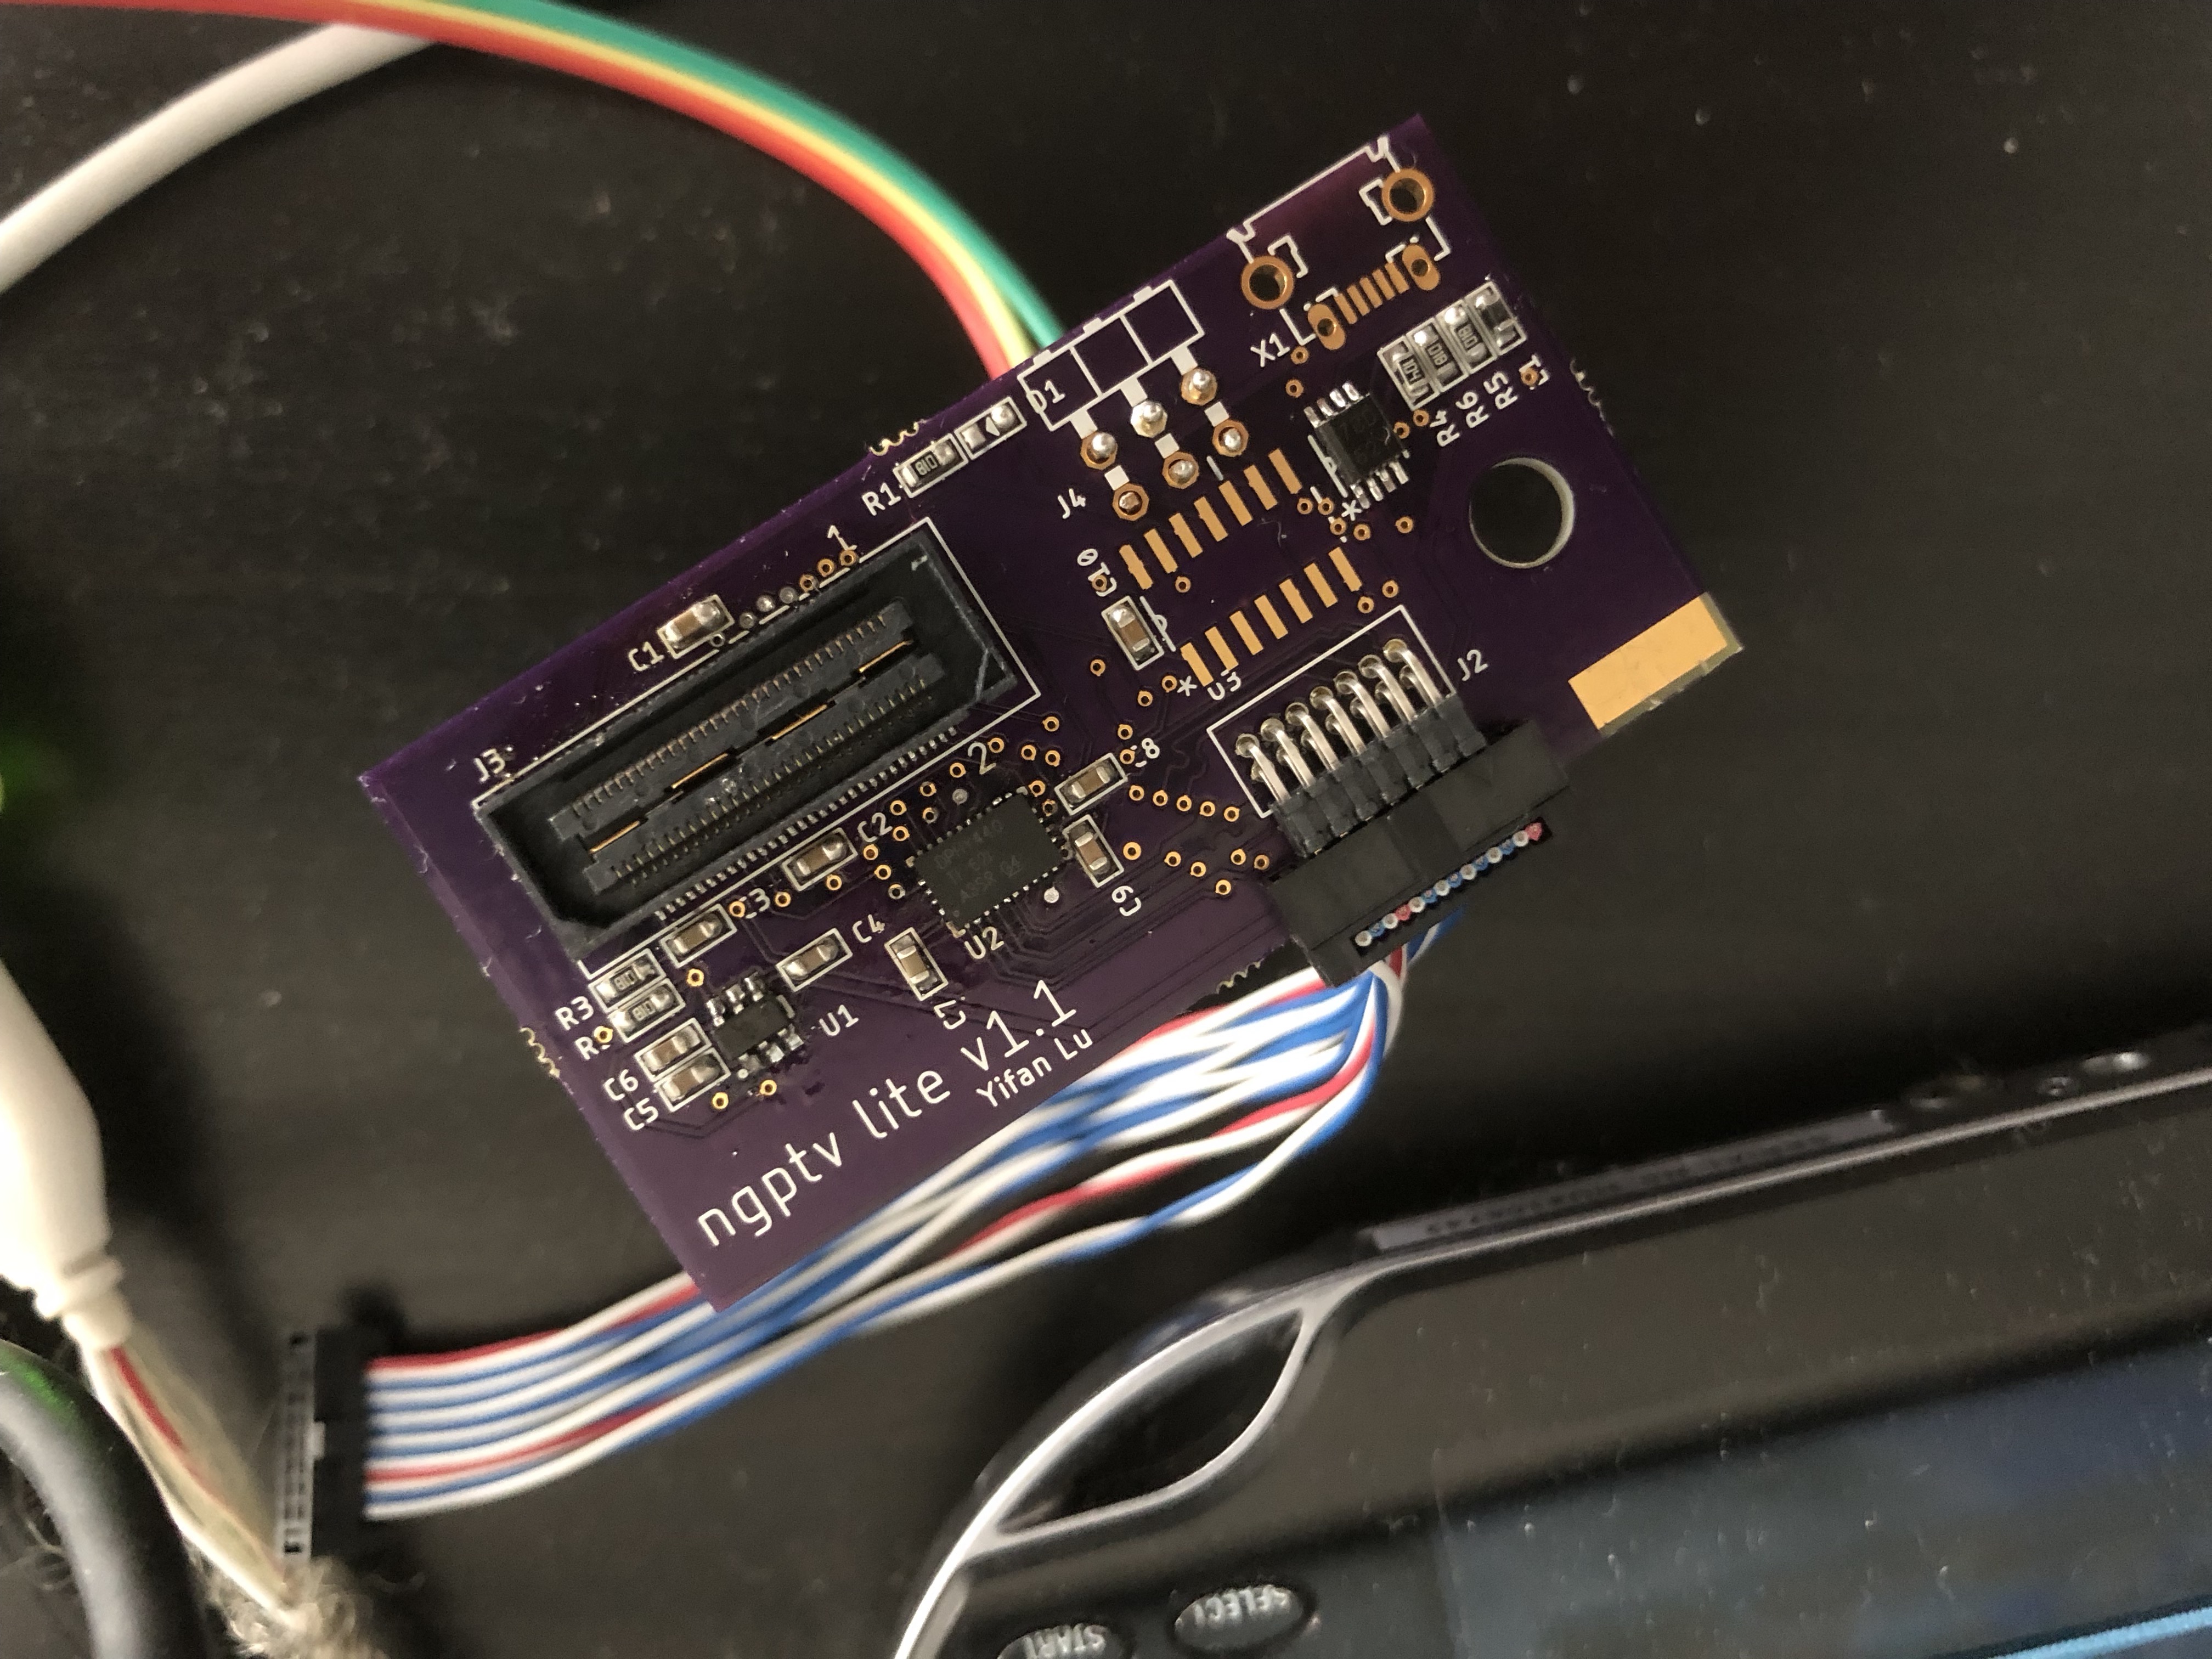 X1
D1
R4
R6
R5
L1
R1
J4
1
C10
C1
*
*
U3
J2
J3
2
C8
C2
C3
C9
C4
U2
R3
U1
C6
C5
ngptv lite v1.1
Yifan Lu
SELECT
START